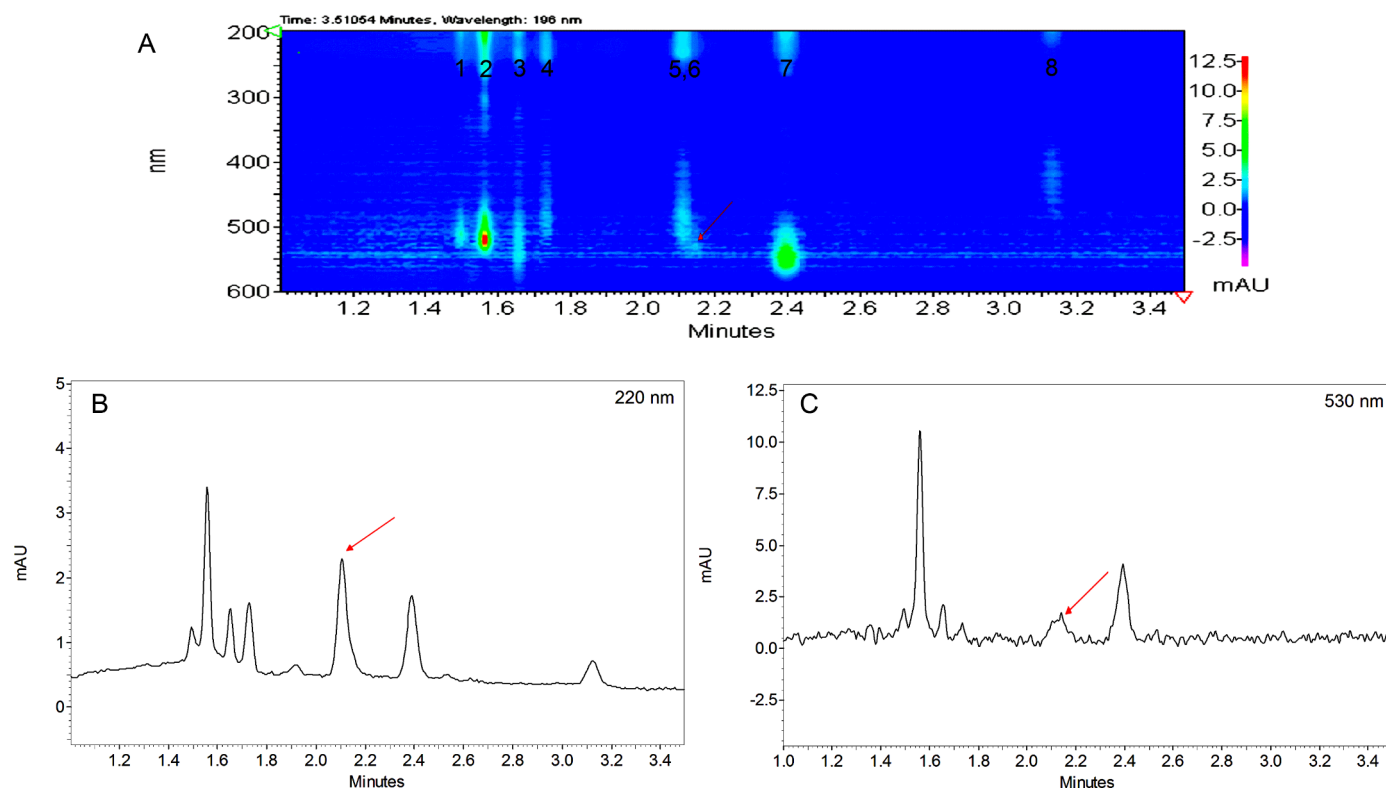 Time: 3.51054 Minutes, Wavelength: 196 nm
A
200
300
400
500
600
nm
1 2 3 4 5,6 7 8
1.2 1.4 1.6 1.8 2.0 2.2 2.4 2.6 2.8 3.0 3.2 3.4
Minutes
12.5
10.0
7.5
5.0
2.5
0.0
-2.5
mAU
B
220 nm
5
4
3
2
1
0
mAU
1.2 1.4 1.6 1.8 2.0 2.2 2.4 2.6 2.8 3.0 3.2 3.4
Minutes
C
530 nm
12.5
10.0
7.5
5.0
2.5
0.0
-2.5
mAU
1.0 1.2 1.4 1.6 1.8 2.0 2.2 2.4 2.6 2.8 3.0 3.2 3.4
Minutes